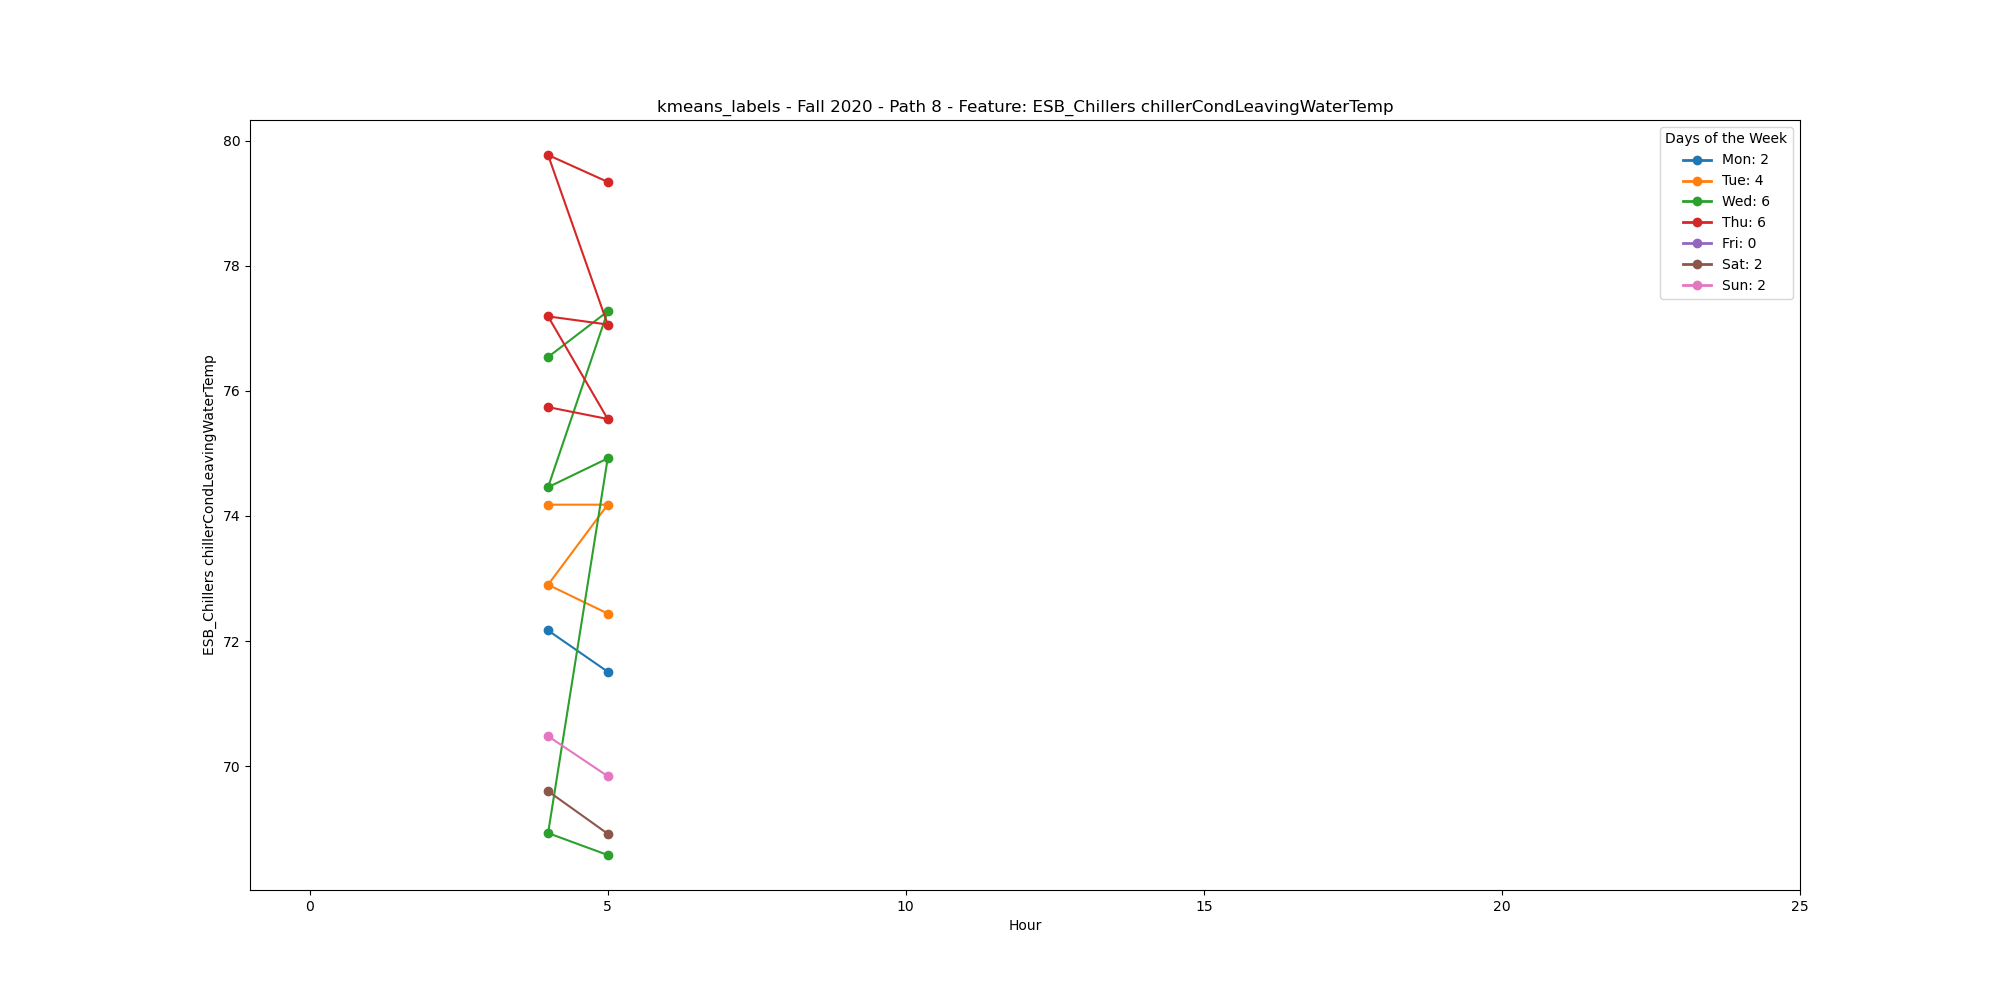 kmeans_labels - Fall 2020 - Path 8 - Feature: ESB_Chillers chillerCondLeavingWaterTemp
Days of the Week
Mon: 2
Tue: 4
Wed: 6
Thu: 6
Fri: 0
Sat: 2
Sun: 2
ESB_Chillers chillerCondLeavingWaterTemp
80
78
76
74
72
70
0 5 10 15 20 25
Hour